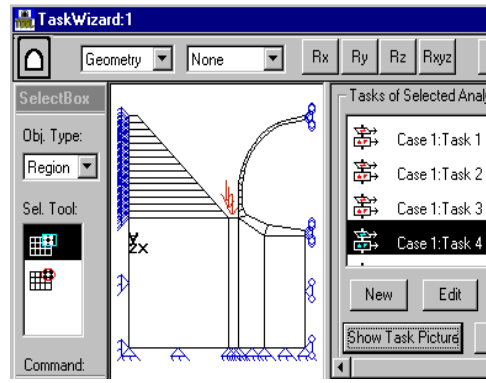 TaskWizard:1
Geometry
None
Rx
Ry
Rz
Rxyz
SelectBox
Obj. Type:
Region
Sel. Tool:
Command:
Y
ZX
Tasks of Selected Analy
Case 1:Task 1
Case 1:Task 2
Case 1:Task 3
Case 1:Task 4
New
Edit
Show Task Picture